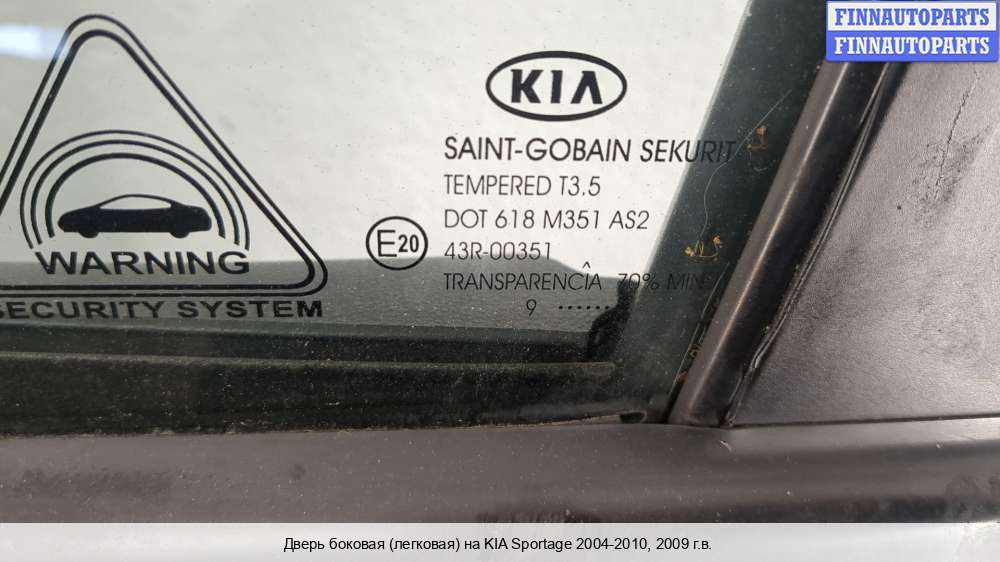 FINNAUTOPARTS
FINNAUTOPARTS
KIA
SAINT-GOBAIN SEKURIT
TEMPERED T3.5
DOT 618 M351 AS2
E20
43R-00351
TRANSPARENCÎA 70% MIN
9 ········
WARNING
SECURITY SYSTEM
Дверь боковая (легковая) на KIA Sportage 2004-2010, 2009 г.в.